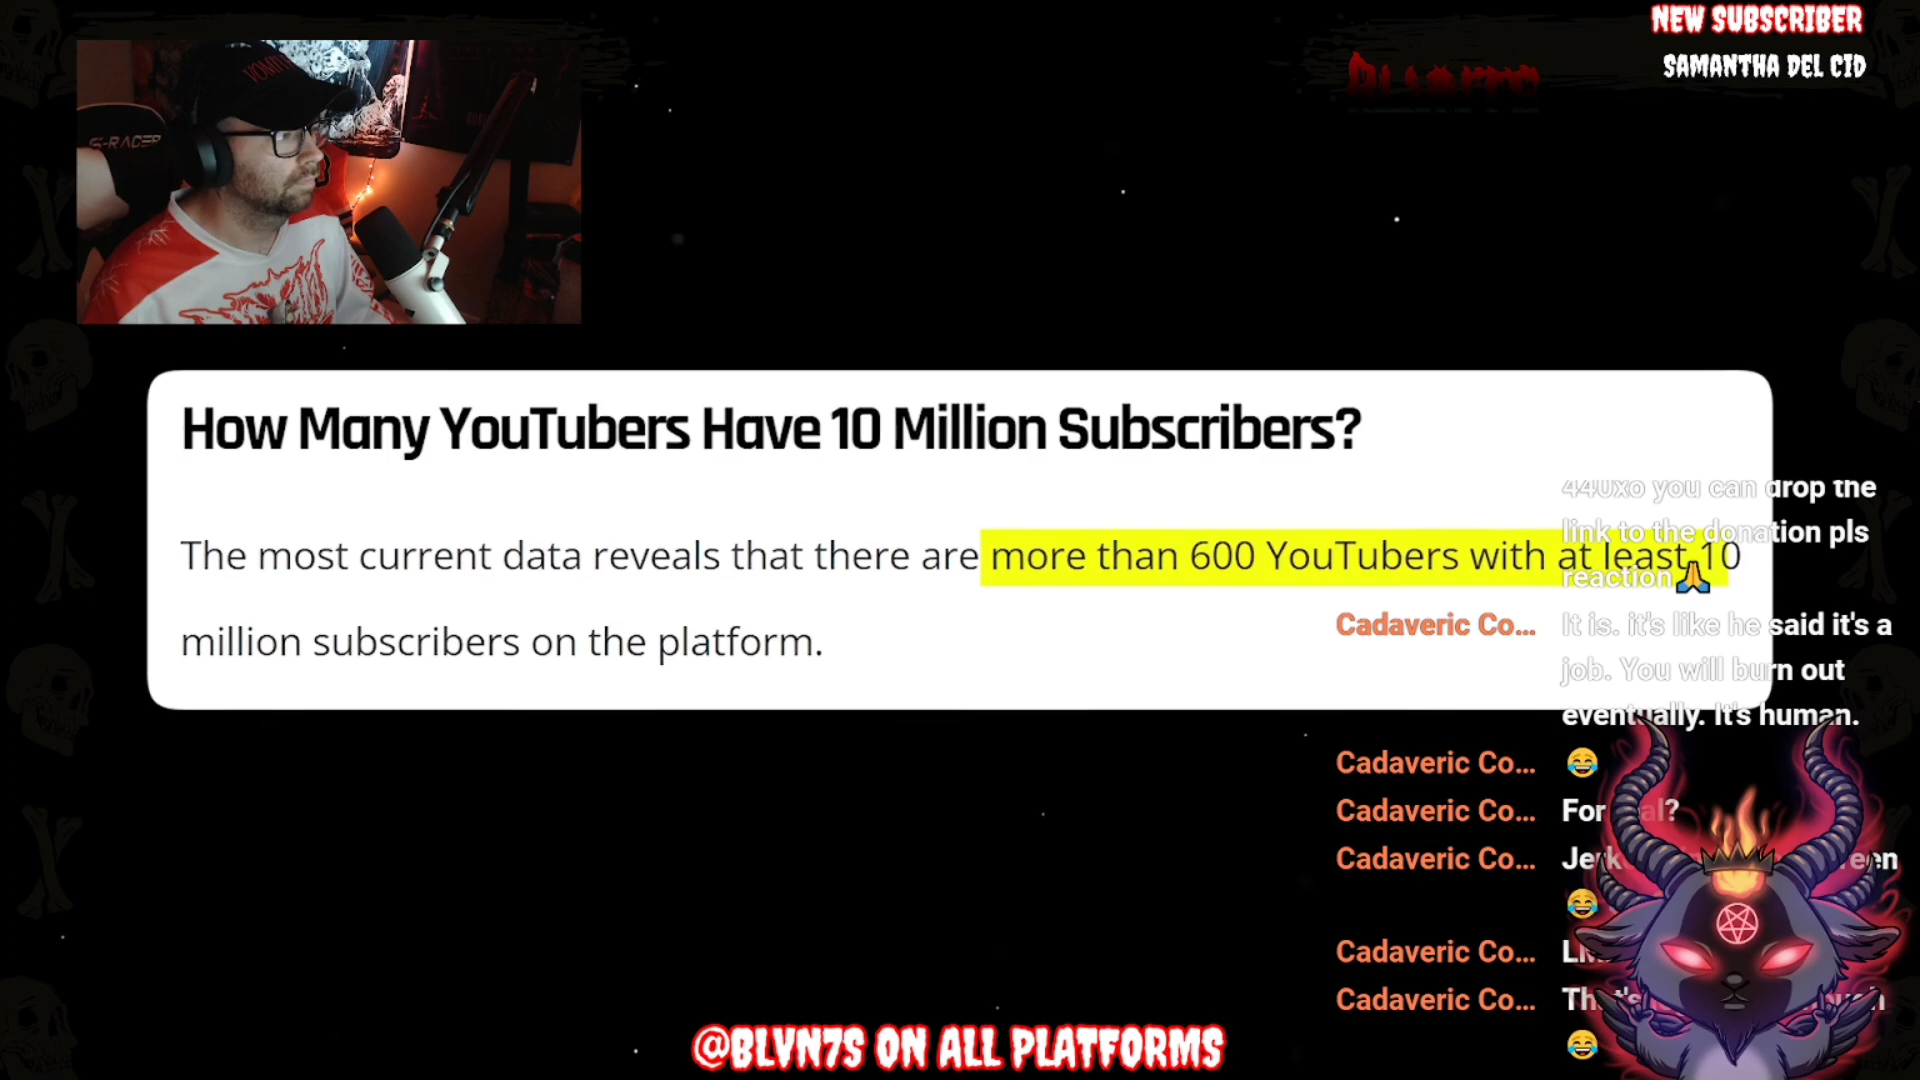 NEW SUBSCRIBER
SAMANTHA DEL CID
S-RACER
How Many YouTubers Have 10 Million Subscribers?
The most current data reveals that there are more than 600 YouTubers with at least 10
million subscribers on the platform.
440xo you can drop the
link to the donation pls
reaction🙏
Cadaveric Co... It is. it's like he said it's a
job. You will burn out
eventually. It's human.
Cadaveric Co... 😂
Cadaveric Co... For
Cadaveric Co...
😂
Cadaveric Co...
Cadaveric Co...
😂
@BLVN7S ON ALL PLATFORMS